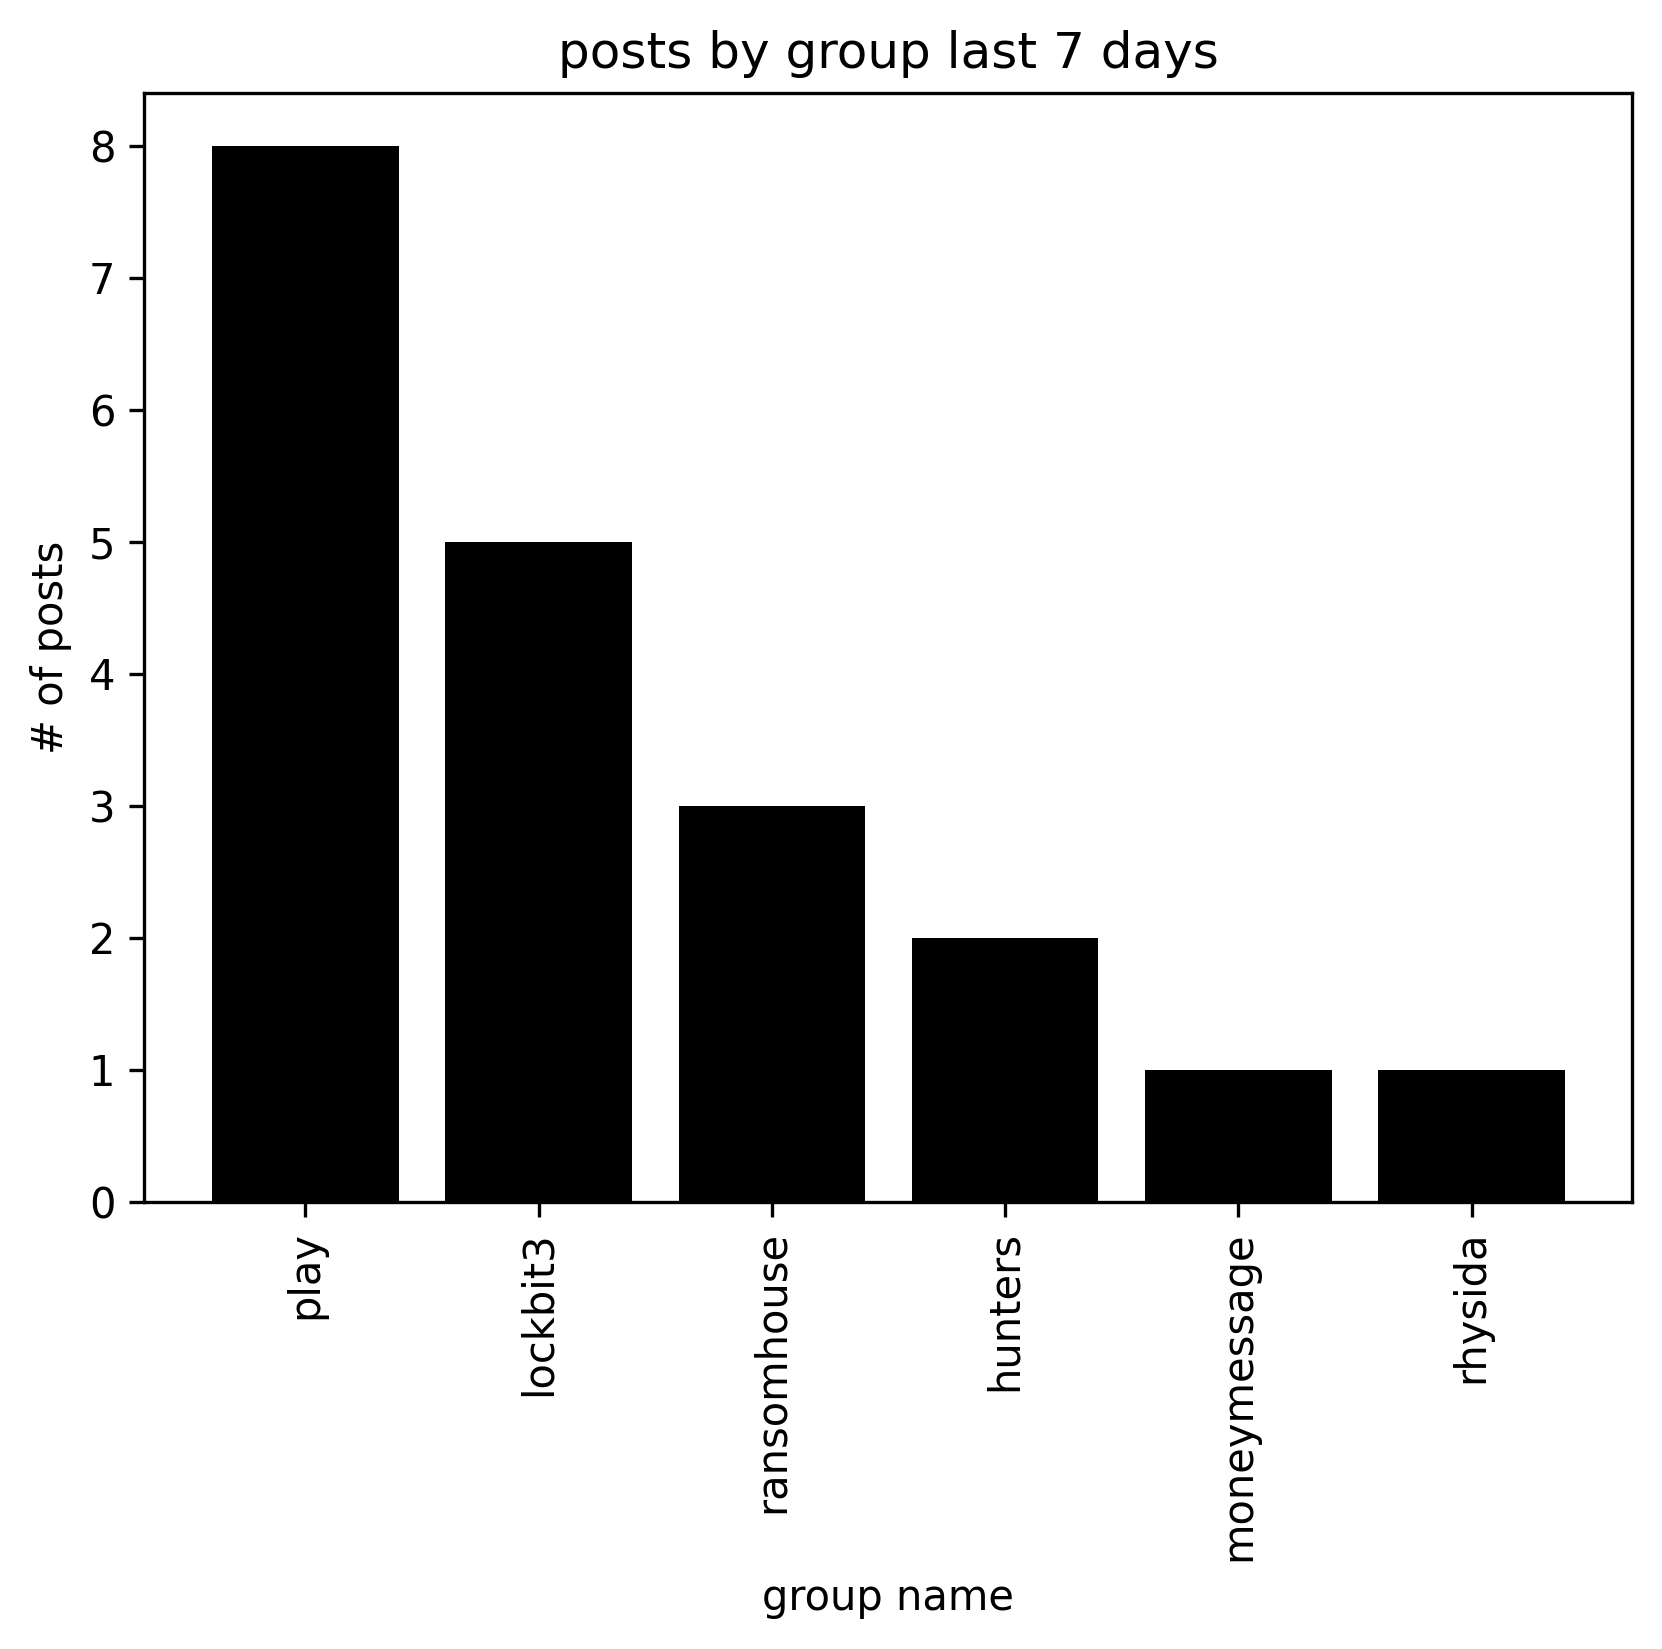 posts by group last 7 days
# of posts
8
7
6
5
4
3
2
1
0
play
lockbit3
ransomhouse
hunters
moneymessage
rhysida
group name